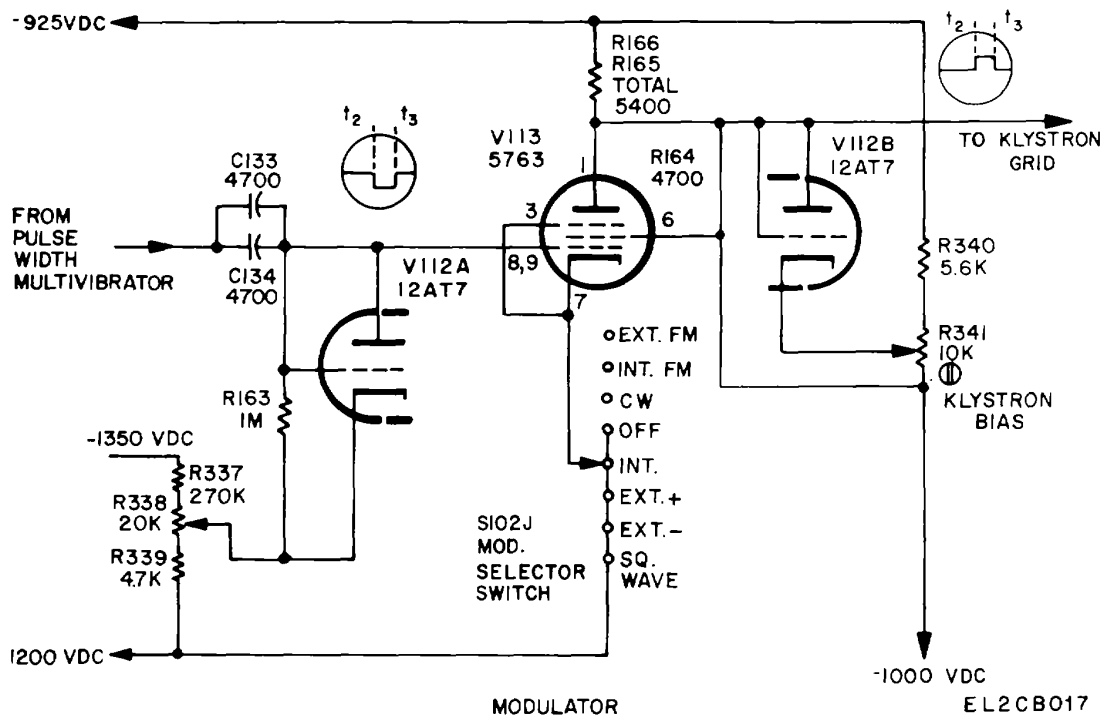 -925VDC
t2 t3
R166
R165
TOTAL
5400
t2 t3
TO KLYSTRON
GRID
V113
5763
1
R164
4700
V112B
12AT7
C133
4700
FROM
PULSE
WIDTH
MULTIVIBRATOR
C134
4700
3
6
8,9
7
V112A
12AT7
R340
5.6K
R341
10K
KLYSTRON
BIAS
EXT. FM
INT. FM
CW
OFF
INT.
EXT.+
EXT.-
SQ.
WAVE
R163
1M
-1350 VDC
R337
270K
R338
20K
R339
4.7K
S102J
MOD.
SELECTOR
SWITCH
1200 VDC
-1000 VDC
MODULATOR
EL2CB017